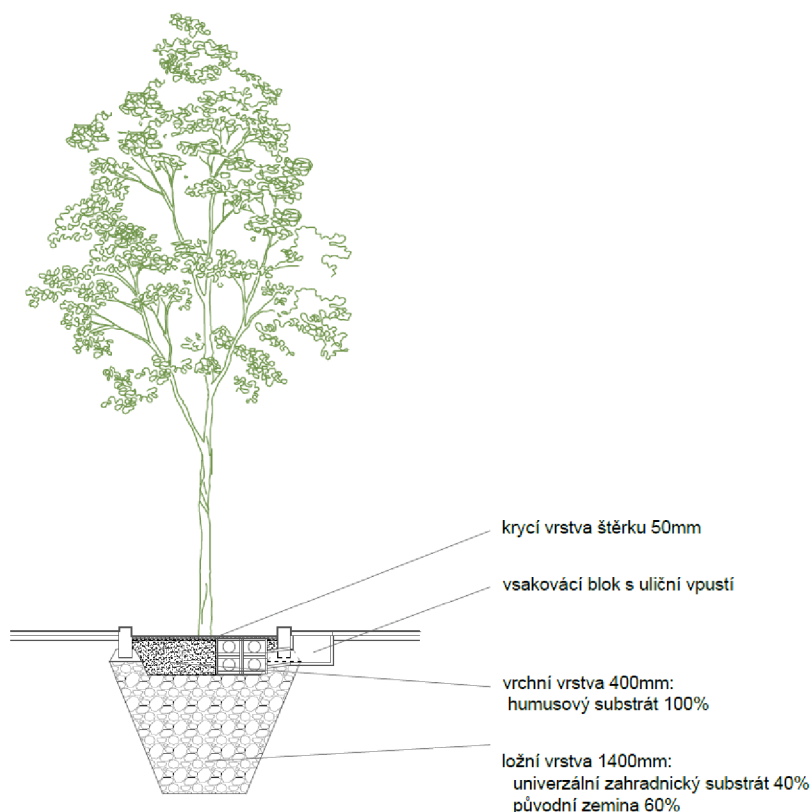 krycí vrstva štěrku 50mm
vsakovácí blok s uliční vpustí
vrchní vrstva 400mm:
humusový substrát 100%
ložní vrstva 1400mm:
univerzální zahradnický substrát 40%
původní zemina 60%